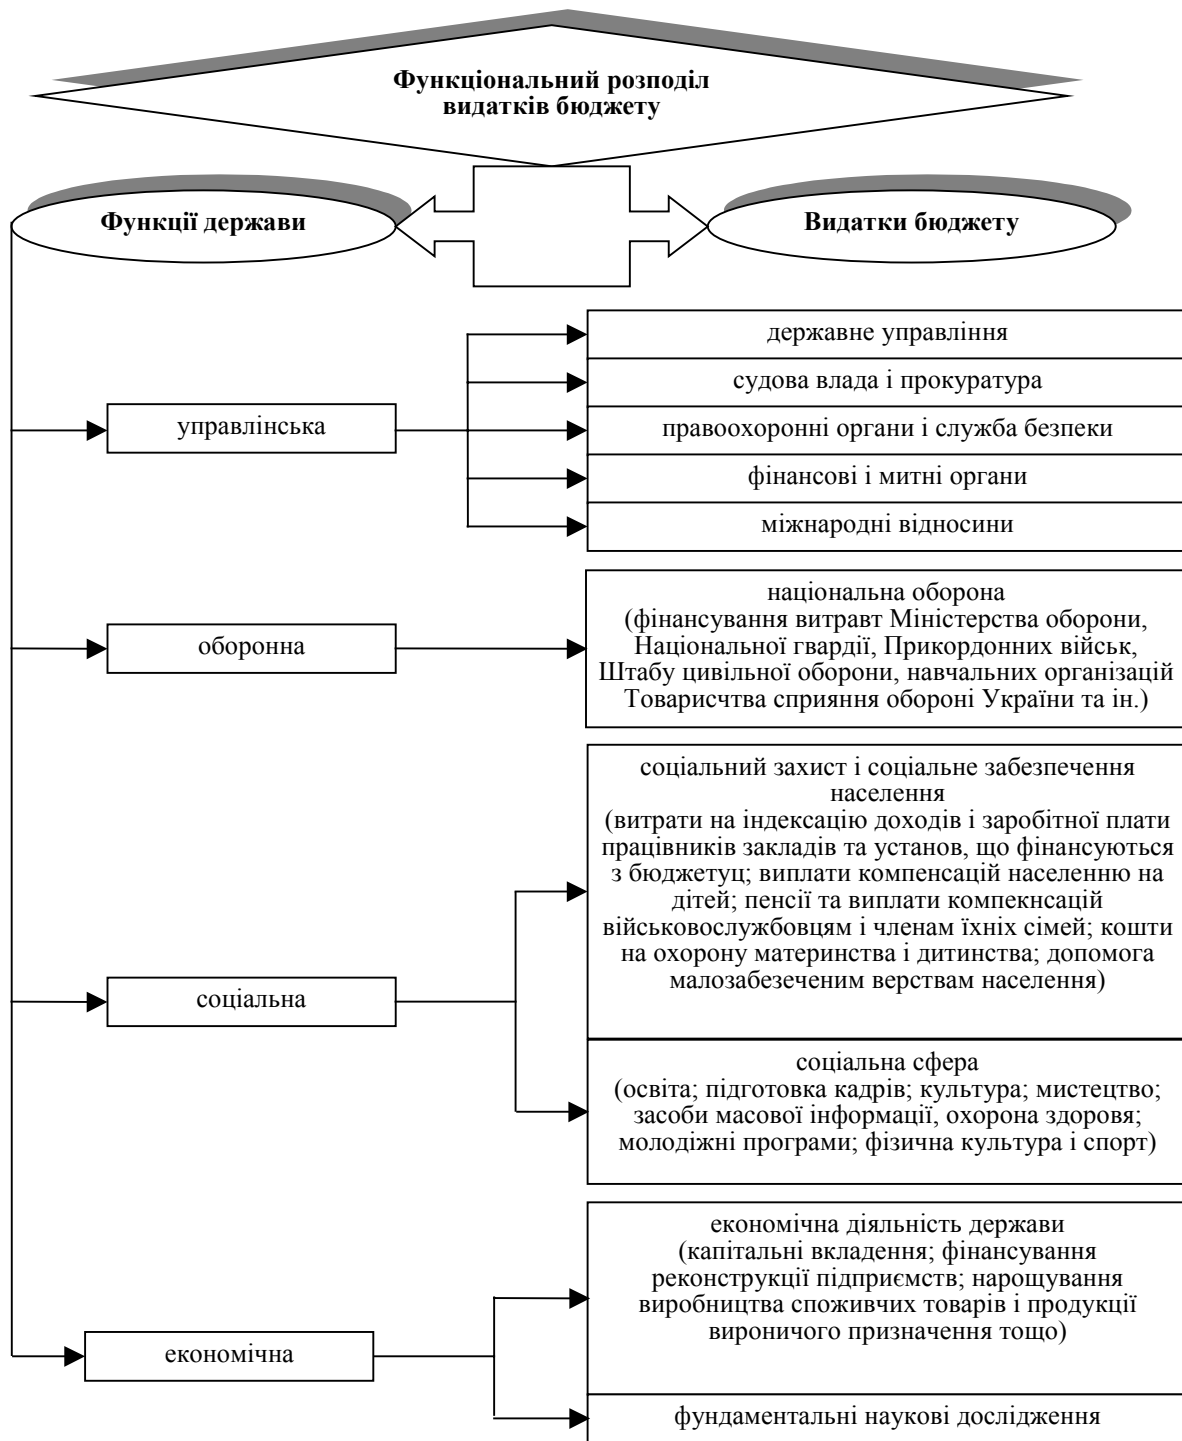 Функціональний розподіл
видатків бюджету
Функції держави
Видатки бюджету
управлінська
державне управління
судова влада і прокуратура
правоохоронні органи і служба безпеки
фінансові і митні органи
міжнародні відносини
оборонна
національна оборона
(фінансування витравт Міністерства оборони,
Національної гвардії, Прикордонних військ,
Штабу цивільної оборони, навчальних організацій
Товарисчтва сприяння обороні України та ін.)
соціальна
соціальний захист і соціальне забезпечення
населення
(витрати на індексацію доходів і заробітної плати
працівників закладів та установ, що фінансуються
з бюджетуц; виплати компенсацій населенню на
дітей; пенсії та виплати компекнсацій
військовослужбовцям і членам їхніх сімей; кошти
на охорону материнства і дитинства; допомога
малозабезеченим верствам населення)
соціальна сфера
(освіта; підготовка кадрів; культура; мистецтво;
засоби масової інформації, охорона здоровя;
молодіжні програми; фізична культура і спорт)
економічна
економічна діяльність держави
(капітальні вкладення; фінансування
реконструкції підприємств; нарощування
виробництва споживчих товарів і продукції
вироничого призначення тощо)
фундаментальні наукові дослідження